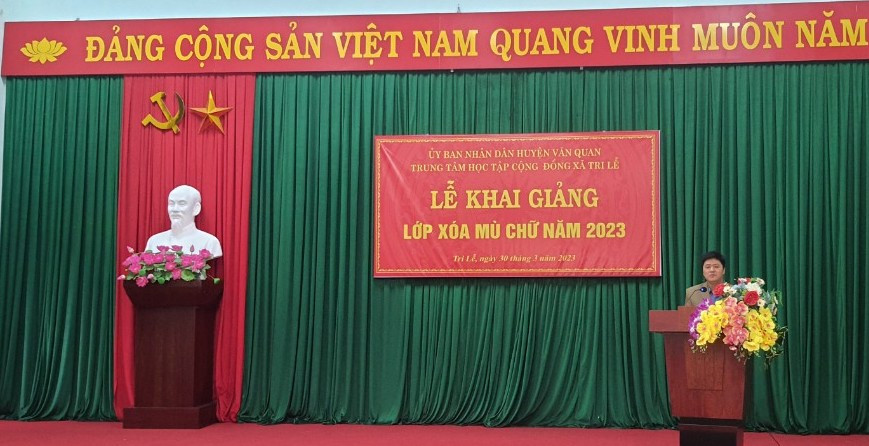 ĐẢNG CỘNG SẢN VIỆT NAM QUANG VINH MUÔN NĂM
ỦY BAN NHÂN DÂN HUYỆN VĂN QUAN
TRUNG TÂM HỌC TẬP CỘNG ĐỒNG XÃ TRI LỄ
LỄ KHAI GIẢNG
LỚP XÓA MÙ CHỮ NĂM 2023
Tri Lễ, ngày 30 tháng 3 năm 2023